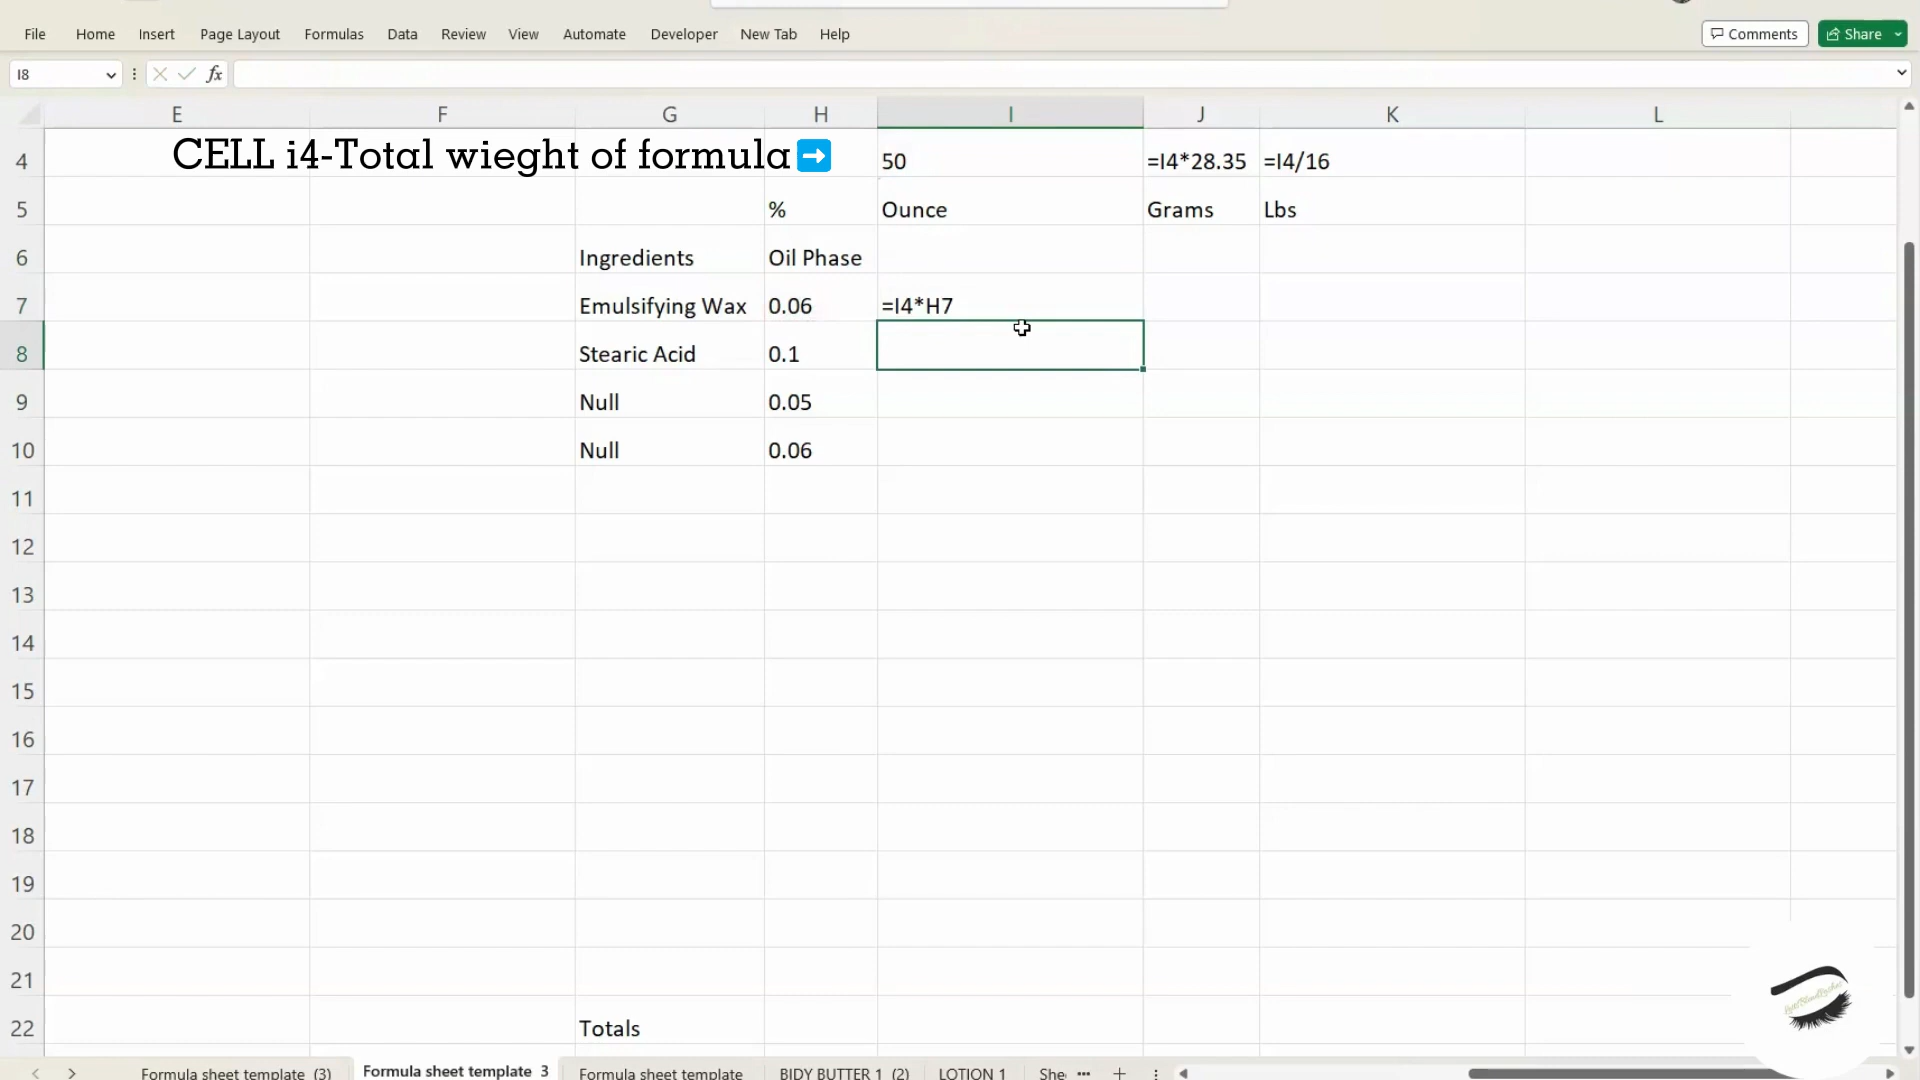 File Home Insert Page Layout Formulas Data Review View Automate Developer New Tab Help Comments Share
I8 fx
E F G H I J K L
CELL i4-Total wieght of formula➡
4 50 =I4*28.35 =I4/16
5 % Ounce Grams Lbs
6 Ingredients Oil Phase
7 Emulsifying Wax 0.06 =I4*H7
8 Stearic Acid 0.1
9 Null 0.05
10 Null 0.06
11
12
13
14
15
16
17
18
19
20
21
22 Totals
Formula sheet template (3) Formula sheet template 3 Formula sheet template BIDY BUTTER 1 (2) LOTION 1 She